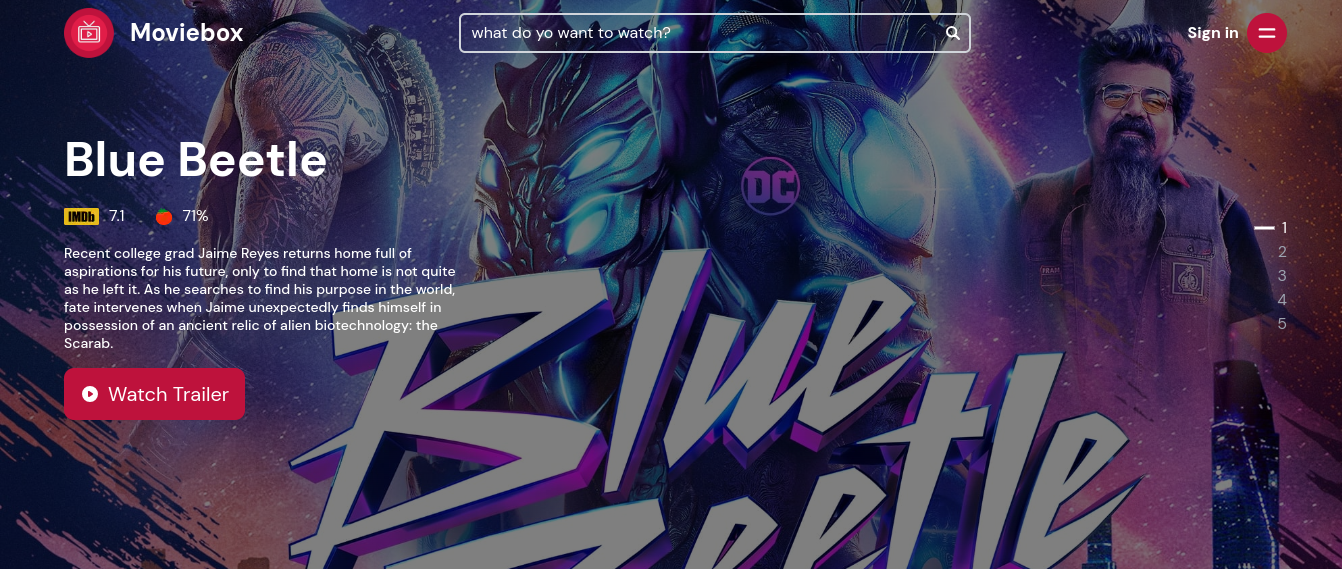 Moviebox
what do yo want to watch?
Sign in
Blue Beetle
IMDb 7.1 71%
Recent college grad Jaime Reyes returns home full of
aspirations for his future, only to find that home is not quite
as he left it. As he searches to find his purpose in the world,
fate intervenes when Jaime unexpectedly finds himself in
possession of an ancient relic of alien biotechnology: the
Scarab.
Watch Trailer
DC
1
2
3
4
5
Blue
Beetle